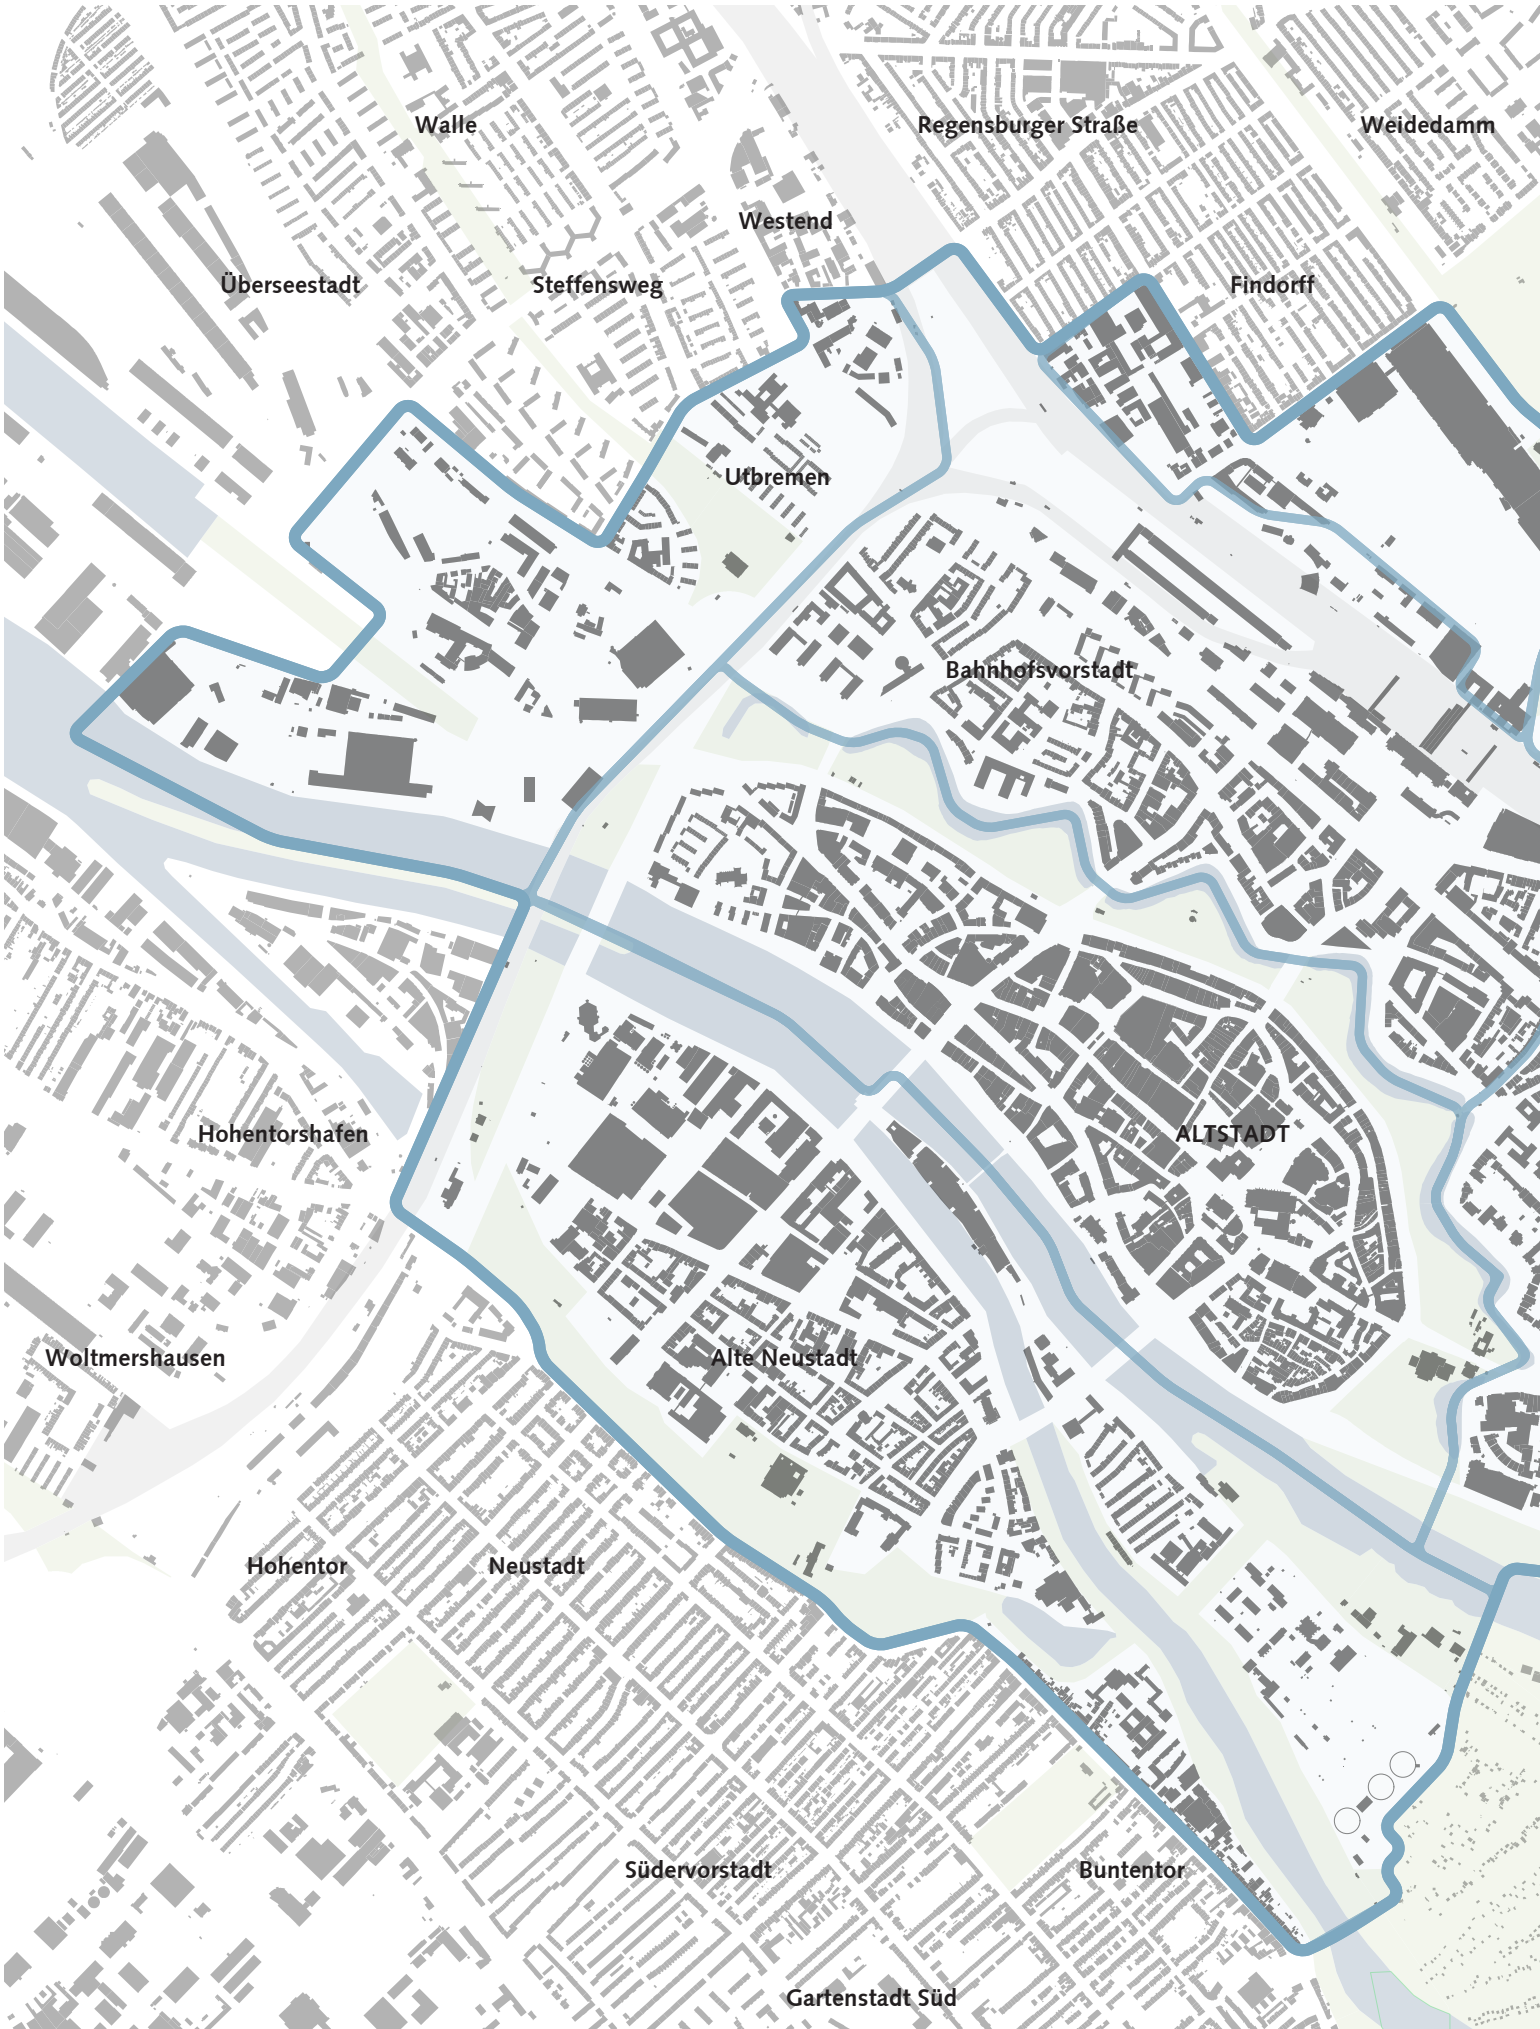 Walle
Regensburger Straße
Weidedamm
Westend
Überseestadt
Steffensweg
Findorff
Utbremen
Bahnhofsvorstadt
Hohentorshafen
ALTSTADT
Woltmershausen
Alte Neustadt
Hohentor
Neustadt
Südervorstadt
Buntentor
Gartenstadt Süd